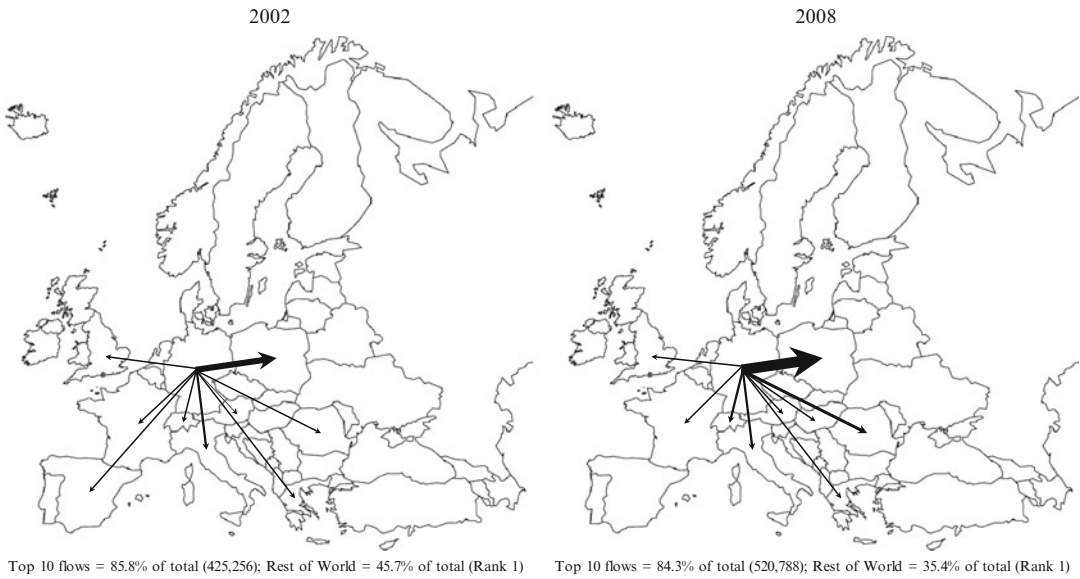 2002
2008
Top 10 flows = 85.8% of total (425,256); Rest of World = 45.7% of total (Rank 1)
Top 10 flows = 84.3% of total (520,788); Rest of World = 35.4% of total (Rank 1)